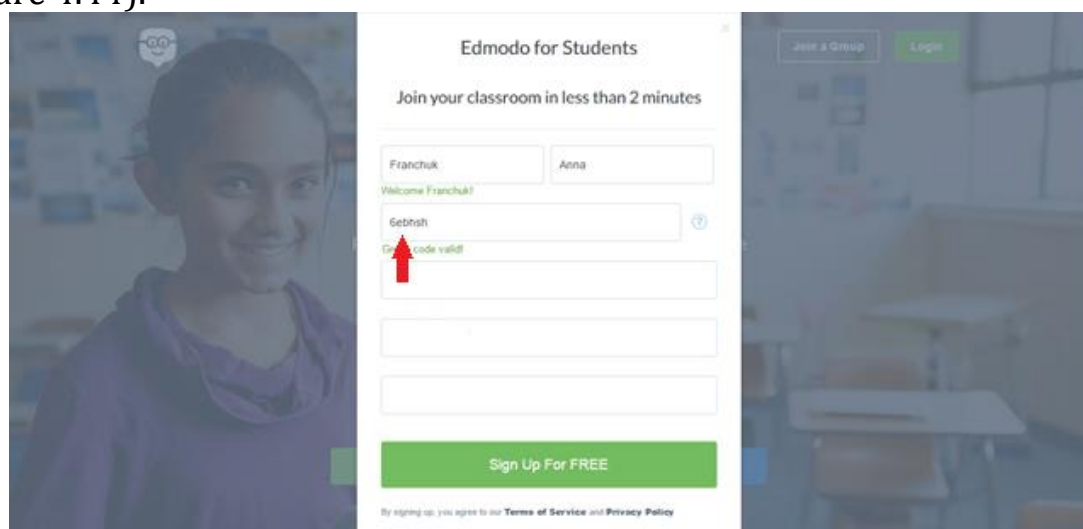 Edmodo for Students
Join a Group Login
Join your classroom in less than 2 minutes
Franchuk Anna
Welcome Franchuk!
6ebhsh
code valid!
Sign Up For FREE
By signing up, you agree to our Terms of Service and Privacy Policy